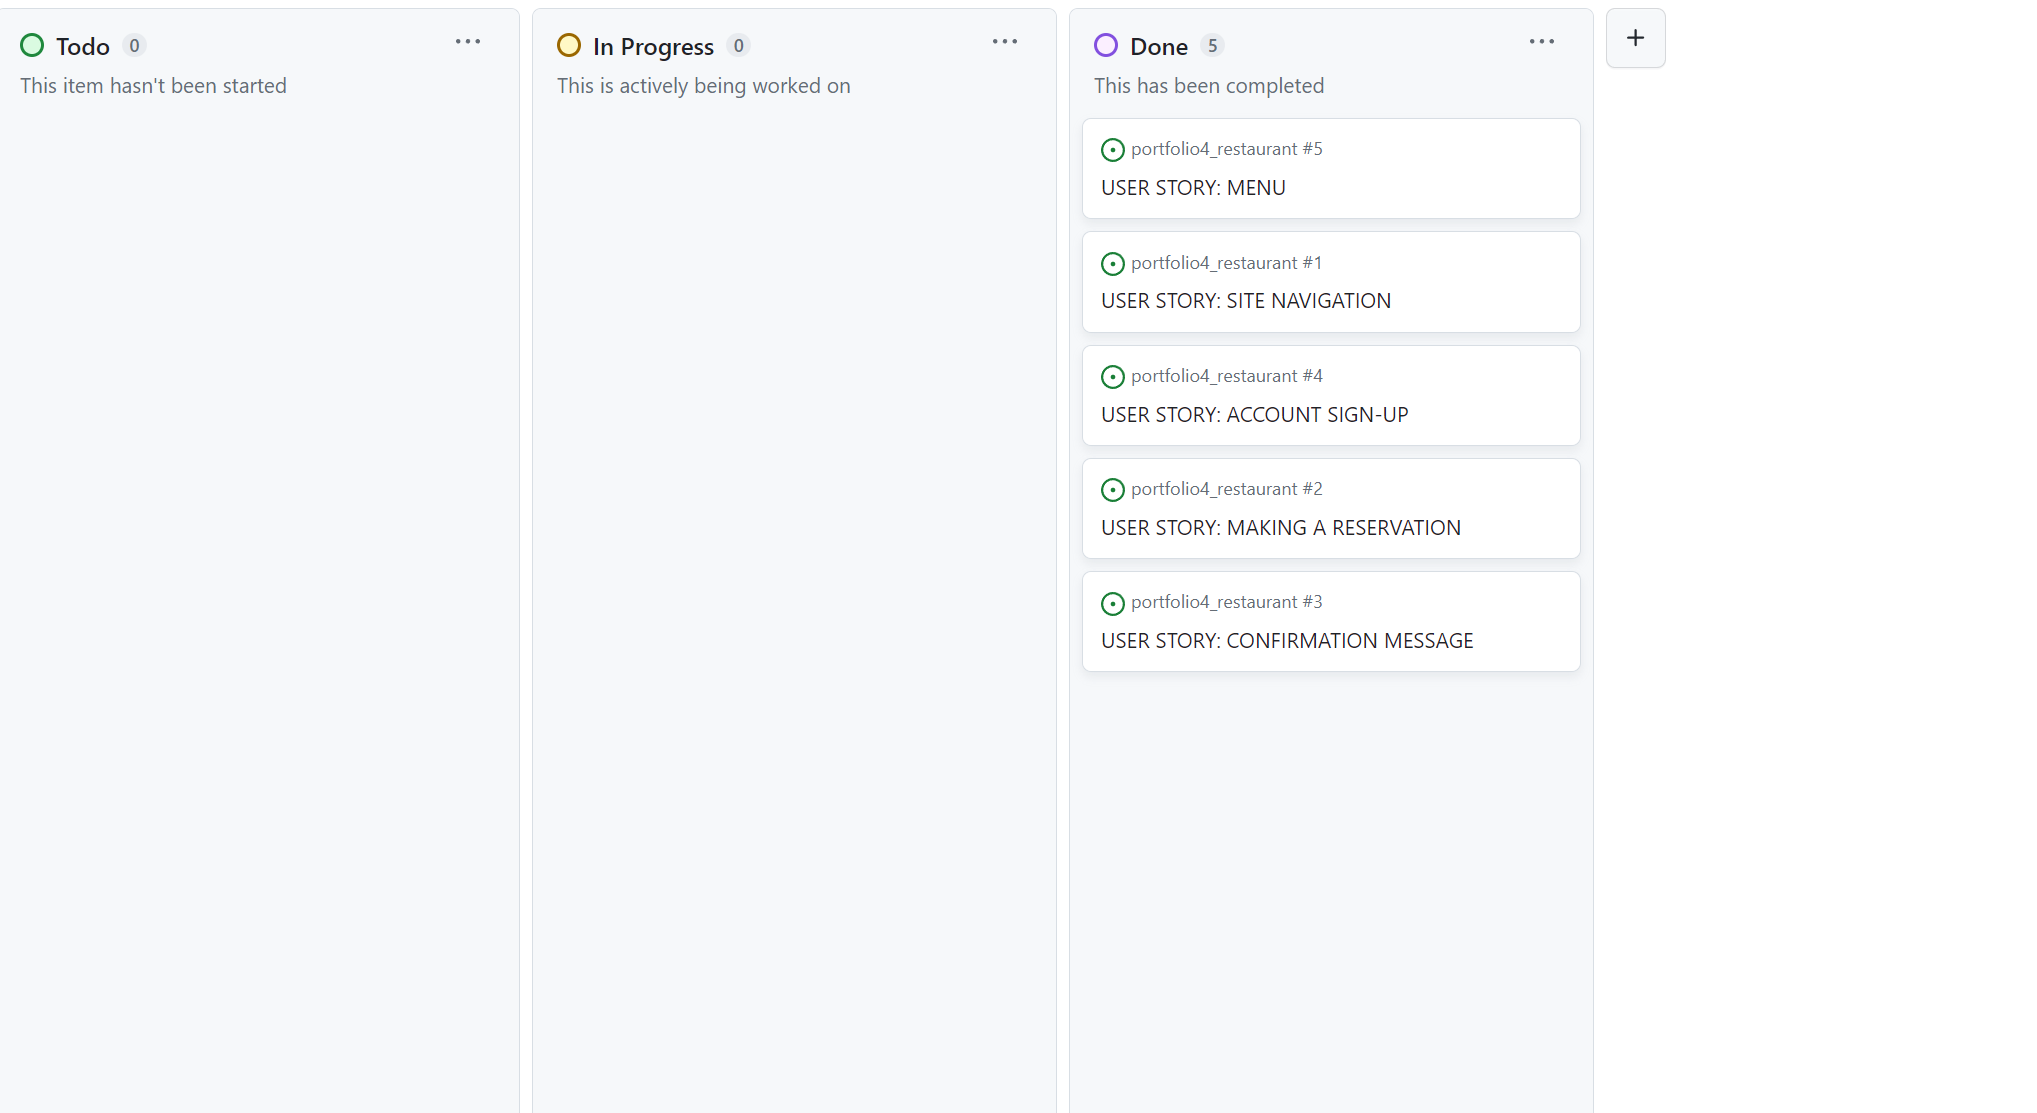 Todo 0
This item hasn't been started
In Progress 0
This is actively being worked on
Done 5
This has been completed
portfolio4_restaurant #5
USER STORY: MENU
portfolio4_restaurant #1
USER STORY: SITE NAVIGATION
portfolio4_restaurant #4
USER STORY: ACCOUNT SIGN-UP
portfolio4_restaurant #2
USER STORY: MAKING A RESERVATION
portfolio4_restaurant #3
USER STORY: CONFIRMATION MESSAGE